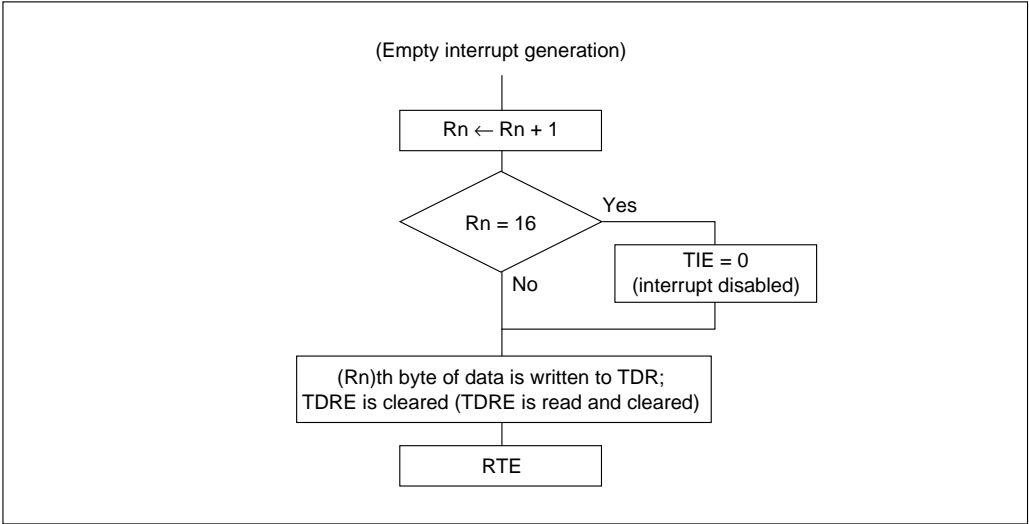 (Empty interrupt generation)
Rn ← Rn + 1
Rn = 16
Yes
TIE = 0
(interrupt disabled)
No
(Rn)th byte of data is written to TDR;
TDRE is cleared (TDRE is read and cleared)
RTE